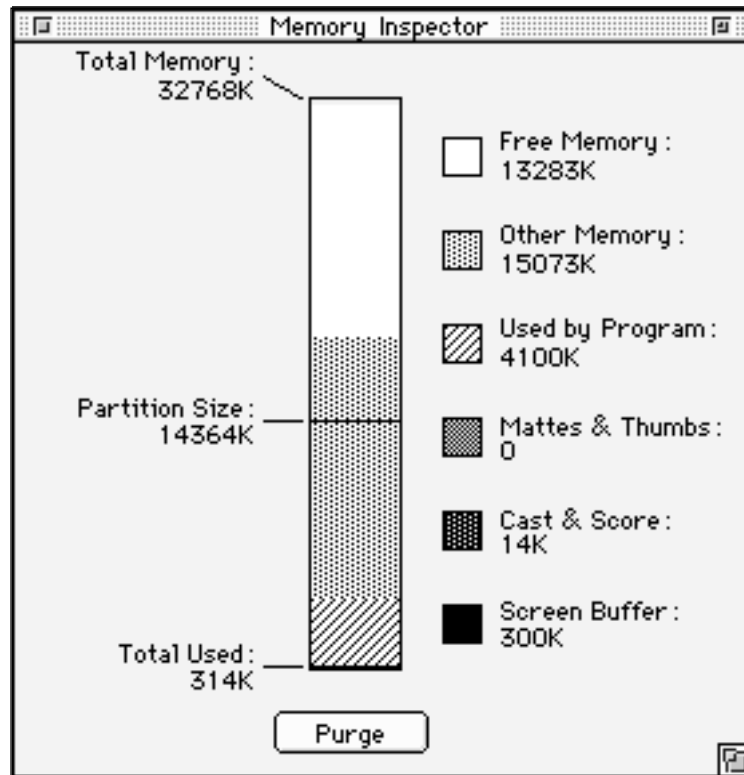 Memory Inspector
Total Memory :
32768K
Free Memory :
13283K
Other Memory :
15073K
Used by Program :
4100K
Partition Size :
14364K
Mattes & Thumbs :
0
Cast & Score :
14K
Screen Buffer :
300K
Total Used :
314K
Purge